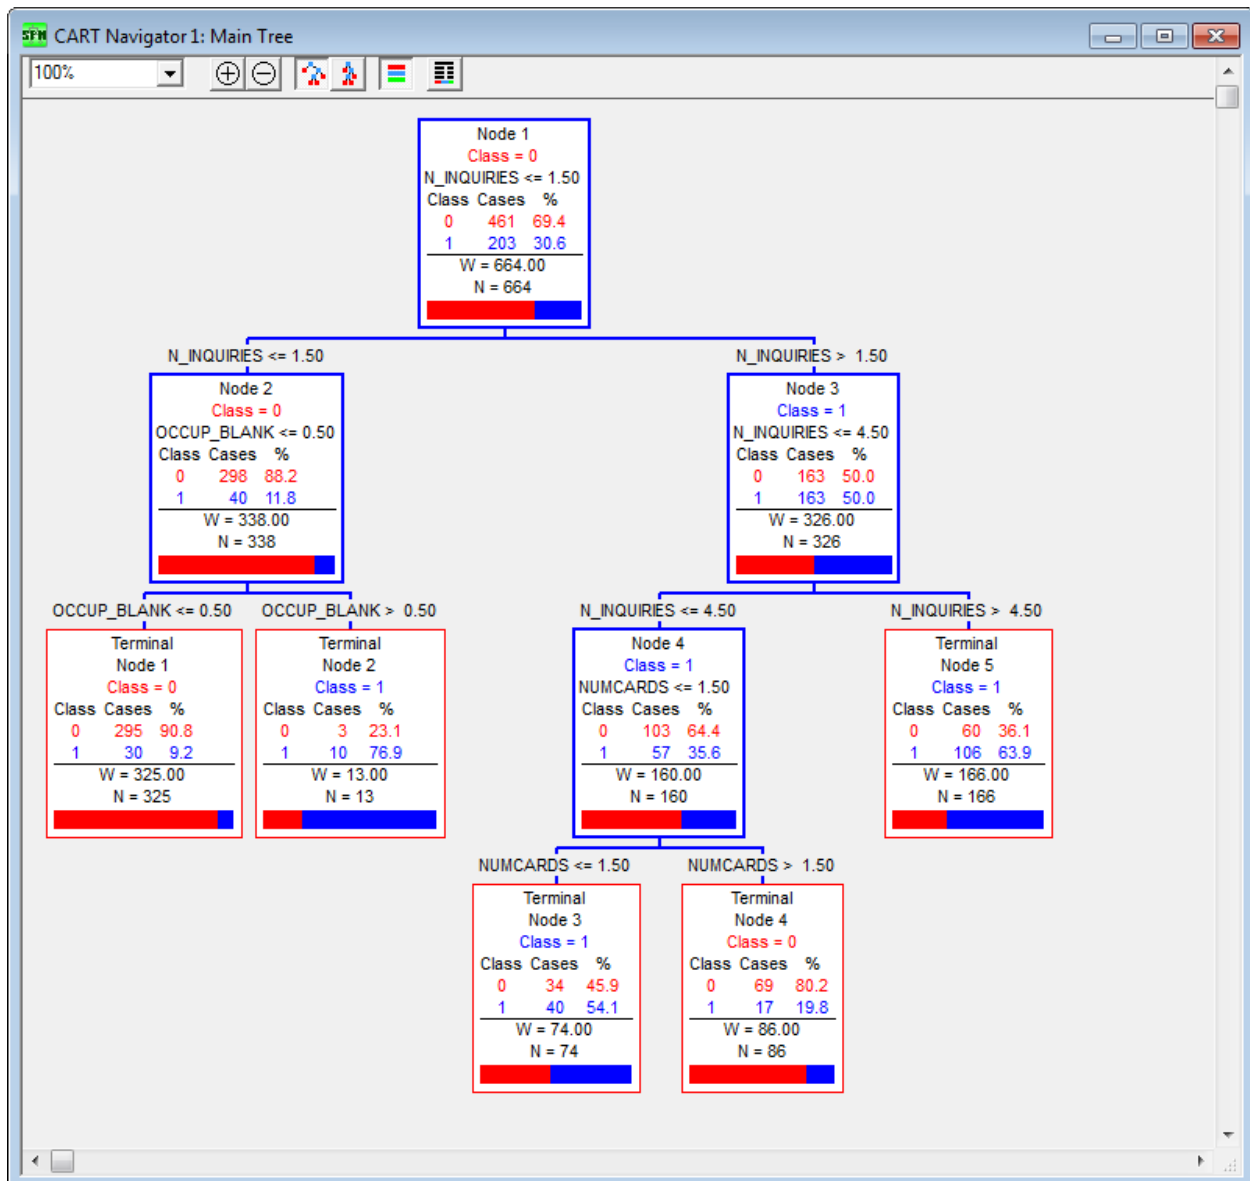 SPM CART Navigator 1: Main Tree
100%
Node 1
Class = 0
N_INQUIRIES <= 1.50
Class Cases %
0 461 69.4
1 203 30.6
W = 664.00
N = 664
N_INQUIRIES <= 1.50
N_INQUIRIES > 1.50
Node 2
Class = 0
OCCUP_BLANK <= 0.50
Class Cases %
0 298 88.2
1 40 11.8
W = 338.00
N = 338
Node 3
Class = 1
N_INQUIRIES <= 4.50
Class Cases %
0 163 50.0
1 163 50.0
W = 326.00
N = 326
OCCUP_BLANK <= 0.50
OCCUP_BLANK > 0.50
N_INQUIRIES <= 4.50
N_INQUIRIES > 4.50
Terminal
Node 1
Class = 0
Class Cases %
0 295 90.8
1 30 9.2
W = 325.00
N = 325
Terminal
Node 2
Class = 1
Class Cases %
0 3 23.1
1 10 76.9
W = 13.00
N = 13
Node 4
Class = 1
NUMCARDS <= 1.50
Class Cases %
0 103 64.4
1 57 35.6
W = 160.00
N = 160
Terminal
Node 5
Class = 1
Class Cases %
0 60 36.1
1 106 63.9
W = 166.00
N = 166
NUMCARDS <= 1.50
NUMCARDS > 1.50
Terminal
Node 3
Class = 1
Class Cases %
0 34 45.9
1 40 54.1
W = 74.00
N = 74
Terminal
Node 4
Class = 0
Class Cases %
0 69 80.2
1 17 19.8
W = 86.00
N = 86